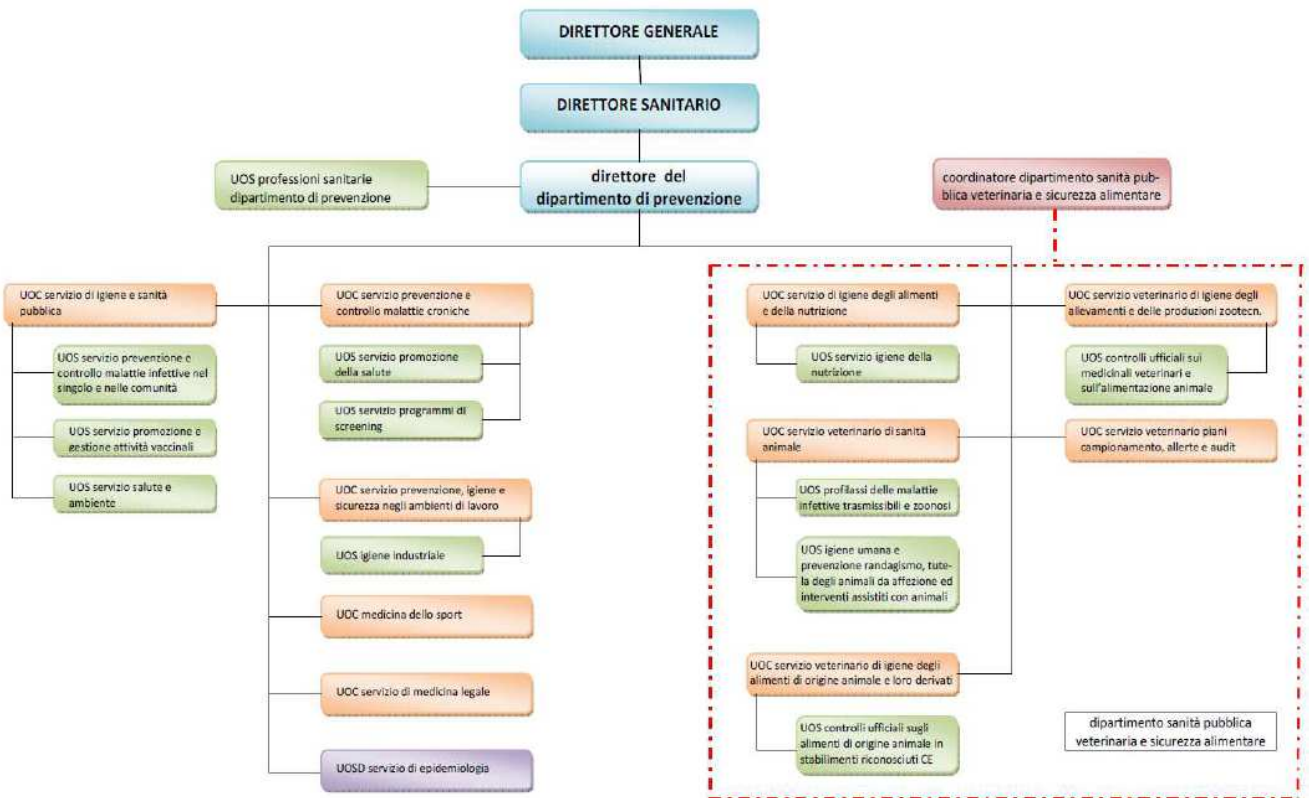 DIRETTORE GENERALE
DIRETTORE SANITARIO
UOS professioni sanitarie
dipartimento di prevenzione
direttore del
dipartimento di prevenzione
coordinatore dipartimento sanità pub-
blica veterinaria e sicurezza alimentare
UOC servizio di igiene e sanità
pubblica
UOS servizio prevenzione e
controllo malattie infettive nel
singolo e nelle comunità
UOS servizio promozione e
gestione attività vaccinali
UOS servizio salute e
ambiente
UOC servizio prevenzione e
controllo malattie croniche
UOS servizio promozione
della salute
UOS servizio programmi di
screening
UOC servizio prevenzione, igiene e
sicurezza negli ambienti di lavoro
UOS igiene industriale
UOC medicina dello sport
UOC servizio di medicina legale
UOSD servizio di epidemiologia
UOC servizio di igiene degli alimenti
e della nutrizione
UOS servizio igiene della
nutrizione
UOC servizio veterinario di igiene degli
allevamenti e delle produzioni zootecn.
UOS controlli ufficiali sui
medicinali veterinari e
sull'alimentazione animale
UOC servizio veterinario di sanità
animale
UOS profilassi delle malattie
infettive trasmissibili e zoonosi
UOS igiene umana e
prevenzione randagismo, tute-
la degli animali da affezione ed
interventi assistiti con animali
UOC servizio veterinario piani
campionamento, allerte e audit
UOC servizio veterinario di igiene degli
alimenti di origine animale e loro derivati
UOS controlli ufficiali sugli
alimenti di origine animale in
stabilimenti riconosciuti CE
dipartimento sanità pubblica
veterinaria e sicurezza alimentare